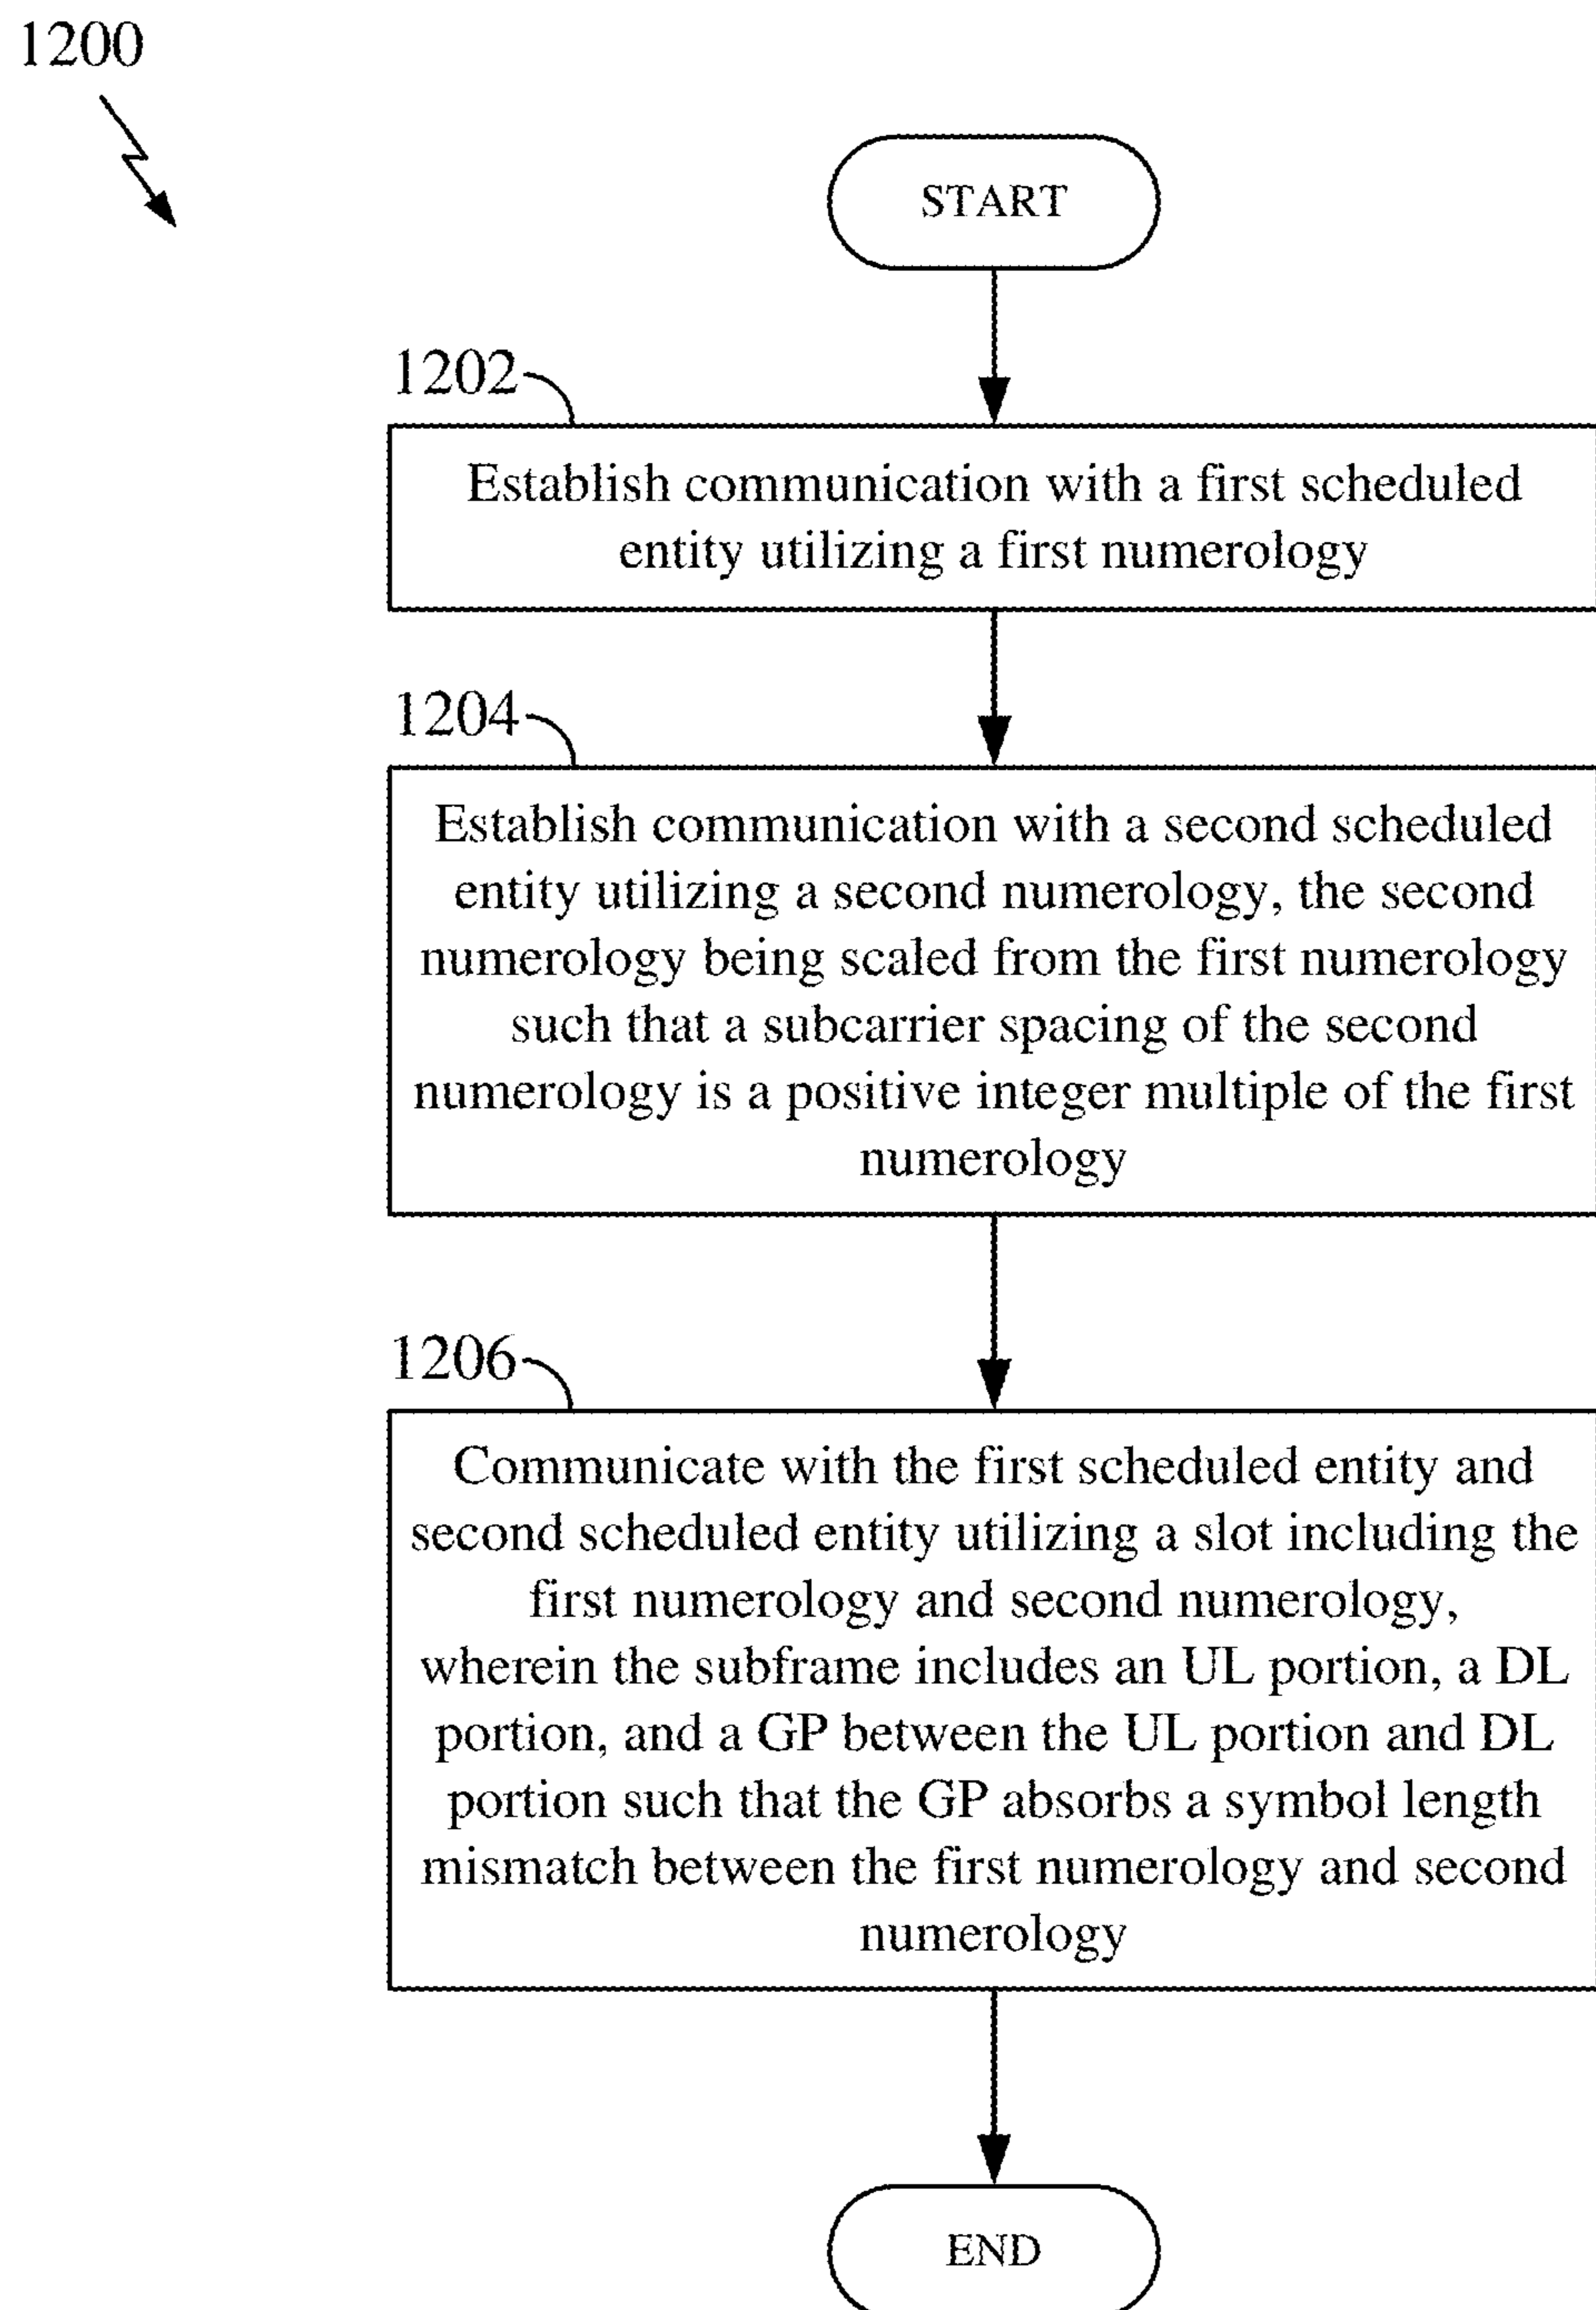 1200
START
1202
Establish communication with a first scheduled
entity utilizing a first numerology
1204
Establish communication with a second scheduled
entity utilizing a second numerology, the second
numerology being scaled from the first numerology
such that a subcarrier spacing of the second
numerology is a positive integer multiple of the first
numerology
1206
Communicate with the first scheduled entity and
second scheduled entity utilizing a slot including the
first numerology and second numerology,
wherein the subframe includes an UL portion, a DL
portion, and a GP between the UL portion and DL
portion such that the GP absorbs a symbol length
mismatch between the first numerology and second
numerology
END